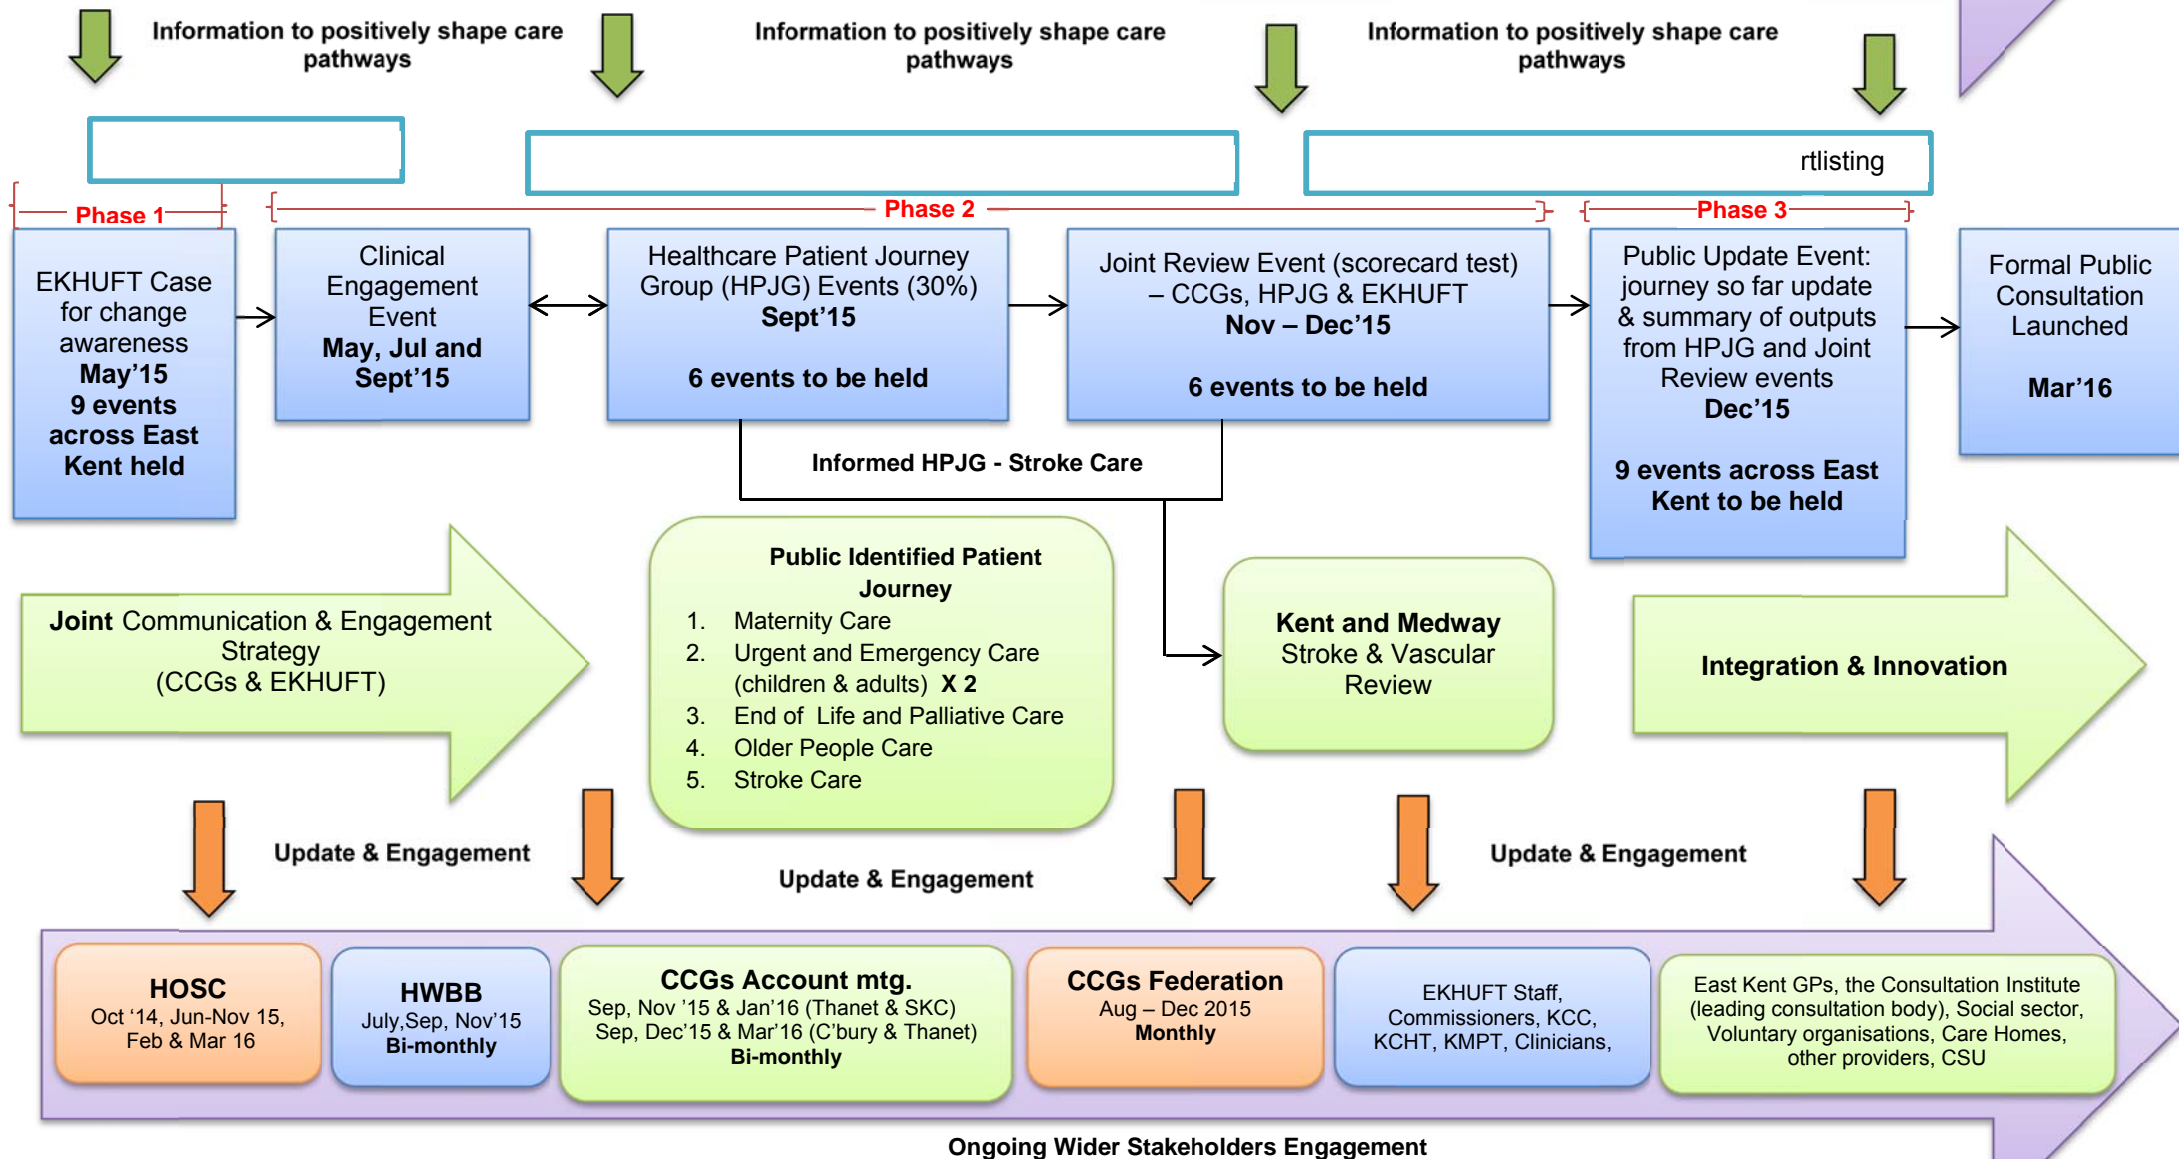 Information to positively shape care
pathways
Information to positively shape care
pathways
Information to positively shape care
pathways
rtlisting
Phase 1
Phase 2
Phase 3
EKHUFT Case
for change
awareness
May’15
9 events
across East
Kent held
Clinical
Engagement
Event
May, Jul and
Sept’15
Healthcare Patient Journey
Group (HPJG) Events (30%)
Sept’15
6 events to be held
Joint Review Event (scorecard test)
– CCGs, HPJG & EKHUFT
Nov – Dec’15
6 events to be held
Public Update Event:
journey so far update
& summary of outputs
from HPJG and Joint
Review events
Dec’15
9 events across East
Kent to be held
Formal Public
Consultation
Launched
Mar’16
Informed HPJG - Stroke Care
Joint Communication & Engagement
Strategy
(CCGs & EKHUFT)
Public Identified Patient
Journey
1. Maternity Care
2. Urgent and Emergency Care
(children & adults) X 2
3. End of Life and Palliative Care
4. Older People Care
5. Stroke Care
Kent and Medway
Stroke & Vascular
Review
Integration & Innovation
Update & Engagement
Update & Engagement
Update & Engagement
HOSC
Oct ‘14, Jun-Nov 15,
Feb & Mar 16
HWBB
July,Sep, Nov’15
Bi-monthly
CCGs Account mtg.
Sep, Nov ’15 & Jan’16 (Thanet & SKC)
Sep, Dec’15 & Mar’16 (C’bury & Thanet)
Bi-monthly
CCGs Federation
Aug – Dec 2015
Monthly
EKHUFT Staff,
Commissioners, KCC,
KCHT, KMPT, Clinicians,
East Kent GPs, the Consultation Institute
(leading consultation body), Social sector,
Voluntary organisations, Care Homes,
other providers, CSU
Ongoing Wider Stakeholders Engagement